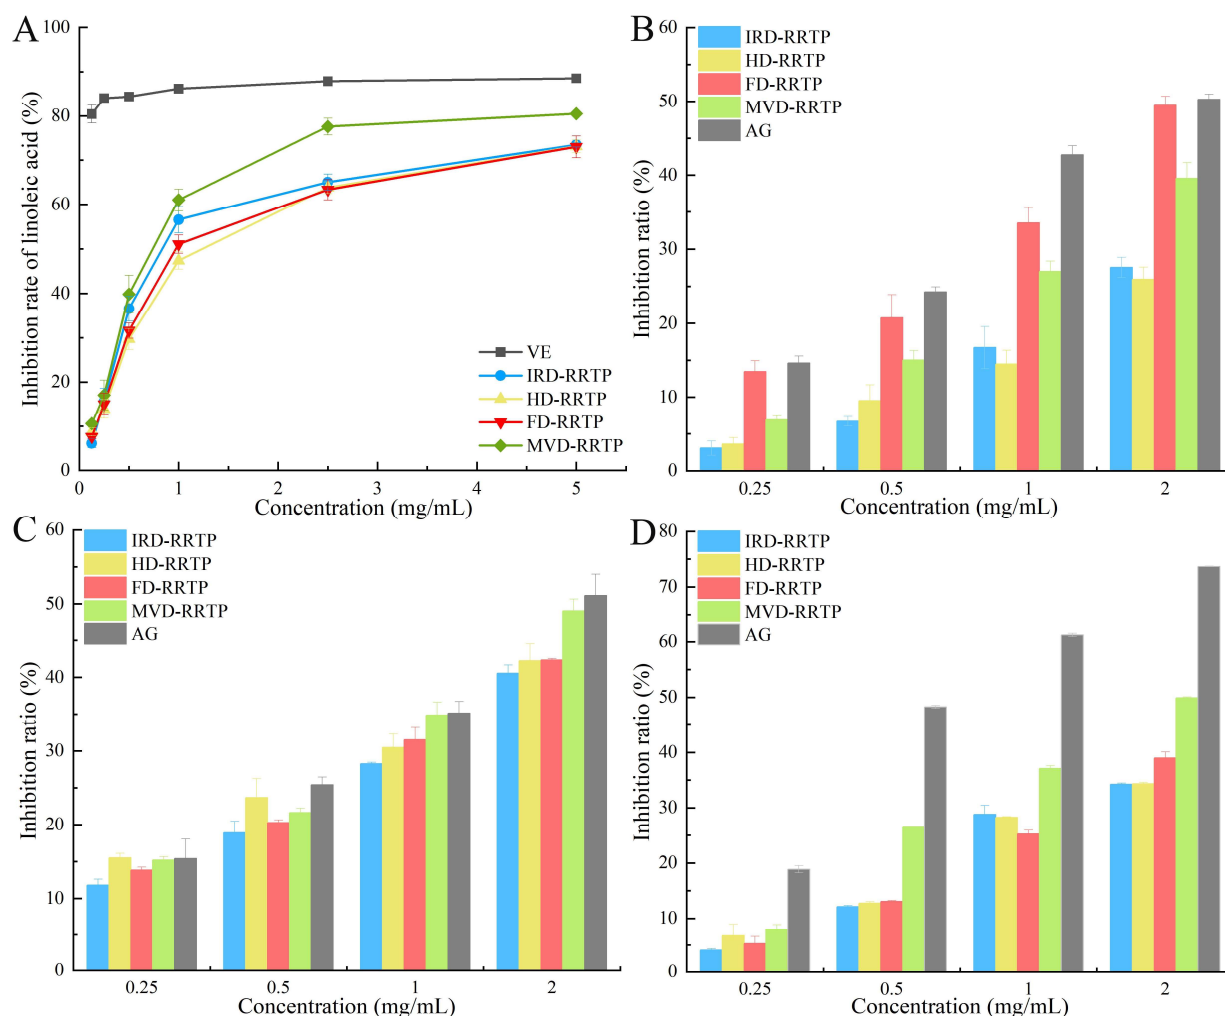 A
Inhibition rate of linoleic acid (%)
100
80
60
40
20
0
VE
IRD-RRTP
HD-RRTP
FD-RRTP
MVD-RRTP
0 1 2 3 4 5
Concentration (mg/mL)
B
Inhibition ratio (%)
60
50
40
30
20
10
0
IRD-RRTP
HD-RRTP
FD-RRTP
MVD-RRTP
AG
0.25 0.5 1 2
Concentration (mg/mL)
C
Inhibition ratio (%)
60
50
40
30
20
10
0
IRD-RRTP
HD-RRTP
FD-RRTP
MVD-RRTP
AG
0.25 0.5 1 2
Concentration (mg/mL)
D
Inhibition ratio (%)
80
70
60
50
40
30
20
10
0
IRD-RRTP
HD-RRTP
FD-RRTP
MVD-RRTP
AG
0.25 0.5 1 2
Concentration (mg/mL)